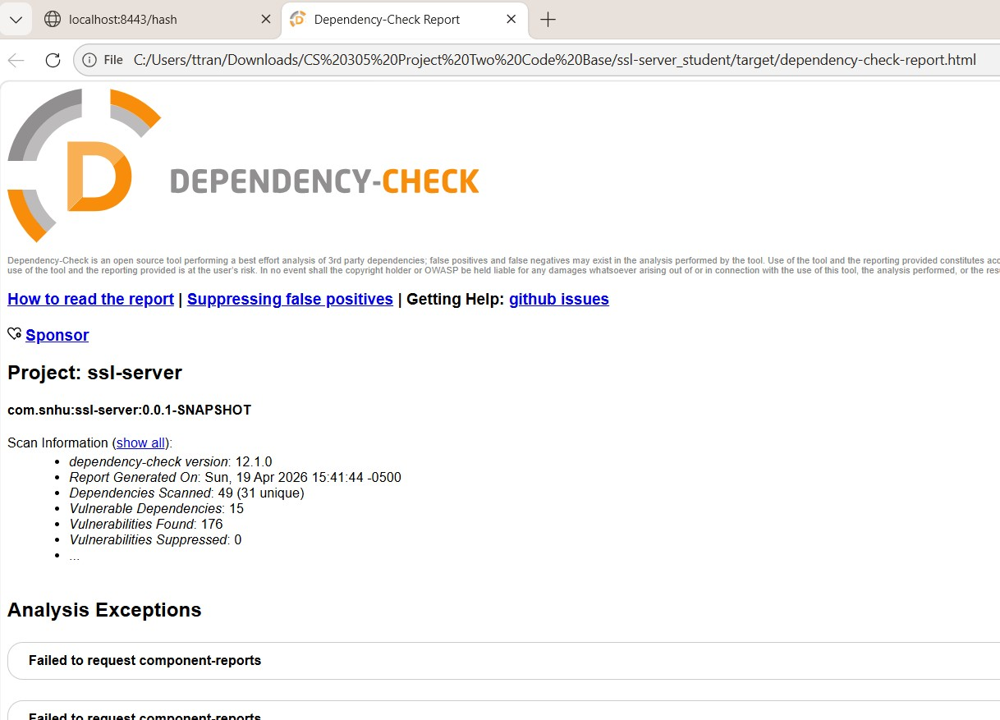 localhost:8443/hash
Dependency-Check Report
File C:/Users/ttran/Downloads/CS%20305%20Project%20Two%20Code%20Base/ssl-server_student/target/dependency-check-report.html
D
DEPENDENCY-CHECK
Dependency-Check is an open source tool performing a best effort analysis of 3rd party dependencies; false positives and false negatives may exist in the analysis performed by the tool. Use of the tool and the reporting provided constitutes
use of the tool and the reporting provided is at the user's risk. In no event shall the copyright holder or OWASP be held liable for any damages whatsoever arising out of or in connection with the use of this tool, the analysis performed, or the
How to read the report | Suppressing false positives | Getting Help: github issues
Sponsor
Project: ssl-server
com.snhu:ssl-server:0.0.1-SNAPSHOT
Scan Information (show all):
• dependency-check version: 12.1.0
• Report Generated On: Sun, 19 Apr 2026 15:41:44 -0500
• Dependencies Scanned: 49 (31 unique)
• Vulnerable Dependencies: 15
• Vulnerabilities Found: 176
• Vulnerabilities Suppressed: 0
• ...
Analysis Exceptions
Failed to request component-reports
Failed to request component-reports